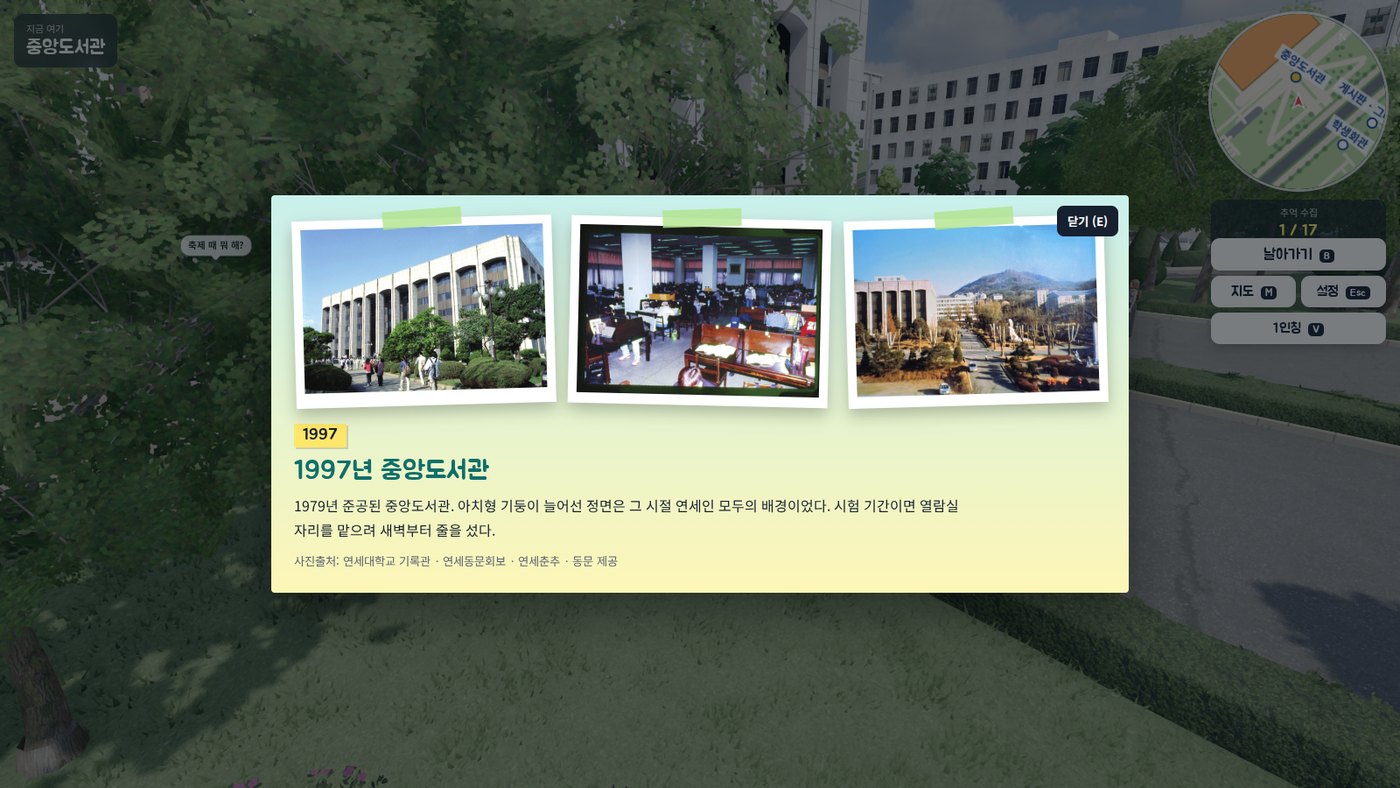 지금 여기
중앙도서관
축제 때 뭐 해?
중앙도서관
게시판 · 그
학생회관
추억 수집
1 / 17
날아가기 B
지도 M
설정 Esc
1인칭 V
닫기 (E)
1997
1997년 중앙도서관
1979년 준공된 중앙도서관. 아치형 기둥이 늘어선 정면은 그 시절 연세인 모두의 배경이었다. 시험 기간이면 열람실
자리를 맡으려 새벽부터 줄을 섰다.
사진출처: 연세대학교 기록관 · 연세동문회보 · 연세춘추 · 동문 제공